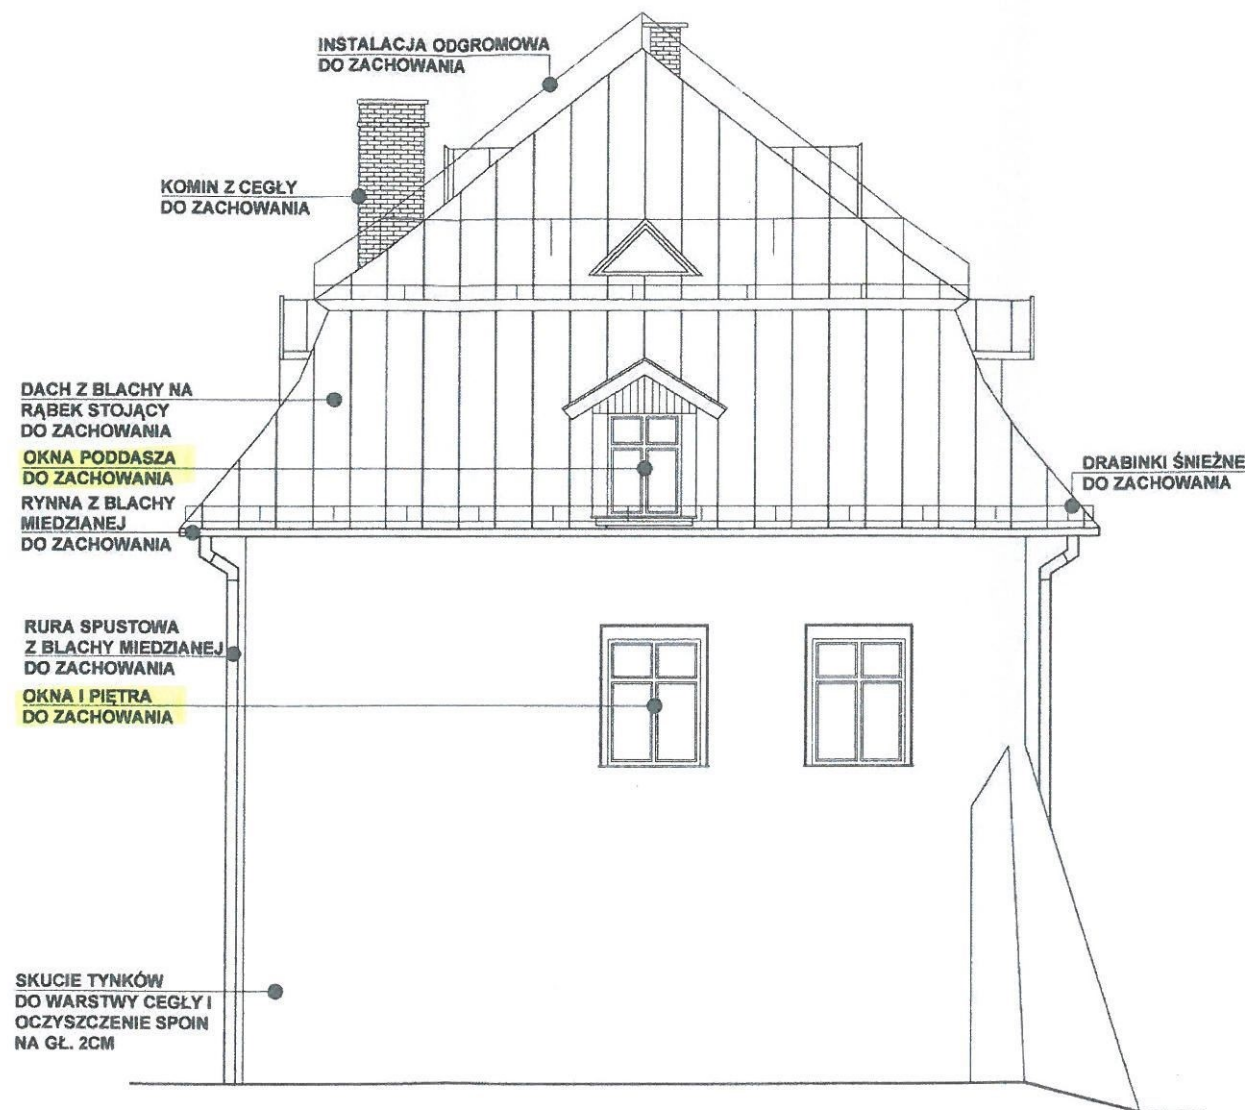 INSTALACJA ODGROMOWA
DO ZACHOWANIA
KOMIN Z CEGŁY
DO ZACHOWANIA
DACH Z BLACHY NA
RĄBEK STOJĄCY
DO ZACHOWANIA
OKNA PODDASZA
DO ZACHOWANIA
RYNNA Z BLACHY
MIEDZIANEJ
DO ZACHOWANIA
DRABINKI ŚNIEŻNE
DO ZACHOWANIA
RURA SPUSTOWA
Z BLACHY MIEDZIANEJ
DO ZACHOWANIA
OKNA I PIĘTRA
DO ZACHOWANIA
SKUCIE TYNKÓW
DO WARSTWY CEGŁY I
OCZYSZCZENIE SPOIN
NA GŁ. 2CM